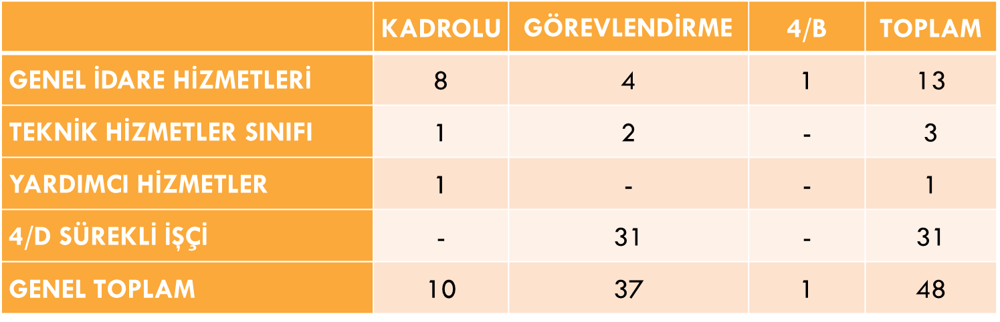 KADROLU GÖREVLENDİRME 4/B TOPLAM
GENEL İDARE HİZMETLERİ 8 4 1 13
TEKNİK HİZMETLER SINIFI 1 2 - 3
YARDIMCI HİZMETLER 1 - - 1
4/D SÜREKLİ İŞÇİ - 31 - 31
GENEL TOPLAM 10 37 1 48